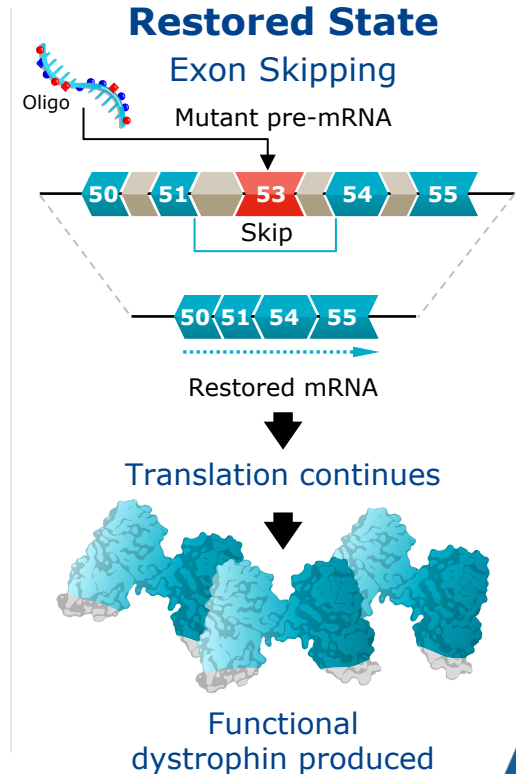 Restored State
Exon Skipping
Oligo
Mutant pre-mRNA
50 51 53 54 55
Skip
50 51 54 55
Restored mRNA
Translation continues
Functional
dystrophin produced